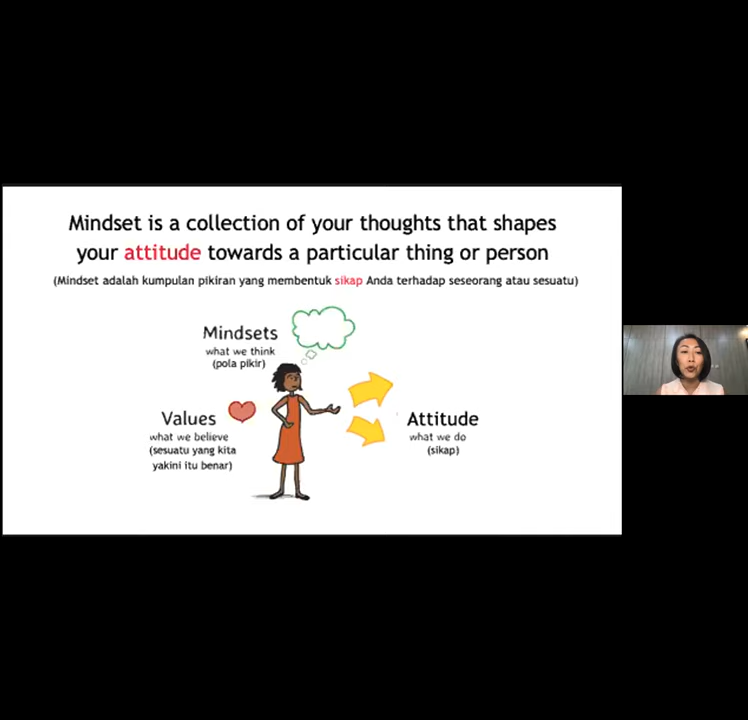 Mindset is a collection of your thoughts that shapes
your attitude towards a particular thing or person
(Mindset adalah kumpulan pikiran yang membentuk sikap Anda terhadap seseorang atau sesuatu)
Mindsets
what we think
(pola pikir)
Values
what we believe
(sesuatu yang kita
yakini itu benar)
Attitude
what we do
(sikap)